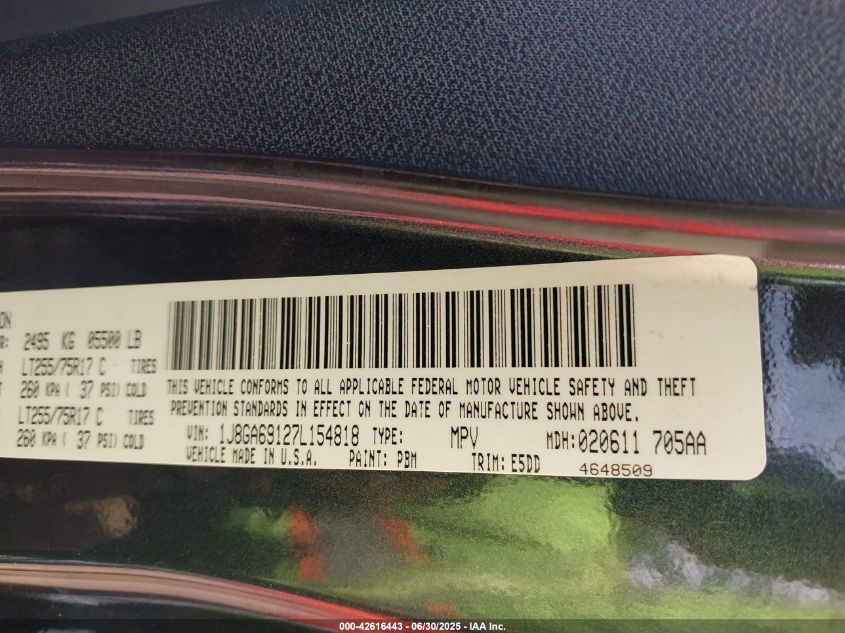 ON
R: 2495 KG 05500 LB
LT255/75R17 C TIRES
260 KPA ( 37 PSI) COLD
LT255/75R17 C TIRES
260 KPA ( 37 PSI) COLD
THIS VEHICLE CONFORMS TO ALL APPLICABLE FEDERAL MOTOR VEHICLE SAFETY AND THEFT
PREVENTION STANDARDS IN EFFECT ON THE DATE OF MANUFACTURE SHOWN ABOVE.
VIN: 1J8GA69127L154818 TYPE: MPV MDH: 020611 705AA
VEHICLE MADE IN U.S.A. PAINT: PBM TRIM: E5DD 4648509
000-42616443 - 06/30/2025 - IAA Inc.